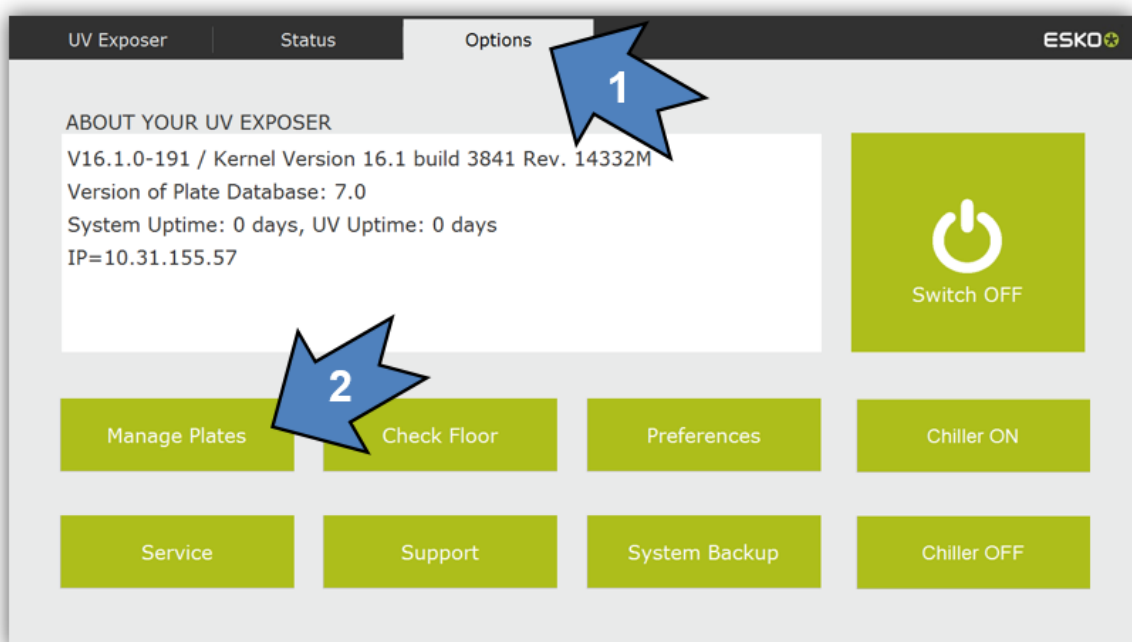 UV Exposer Status Options ESKO
1
ABOUT YOUR UV EXPOSER
V16.1.0-191 / Kernel Version 16.1 build 3841 Rev. 14332M
Version of Plate Database: 7.0
System Uptime: 0 days, UV Uptime: 0 days
IP=10.31.155.57
Switch OFF
2
Manage Plates Check Floor Preferences Chiller ON
Service Support System Backup Chiller OFF